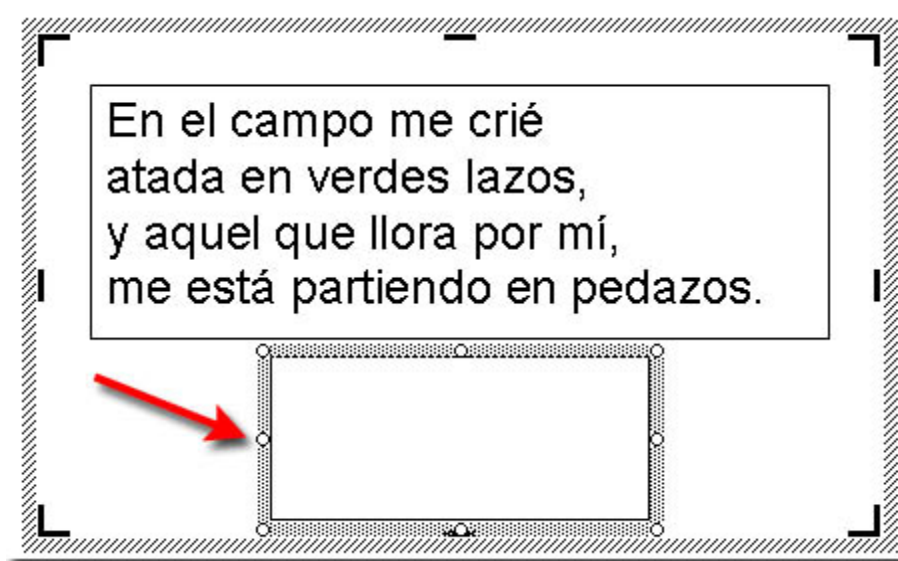 En el campo me crié
atada en verdes lazos,
y aquel que llora por mí,
me está partiendo en pedazos.